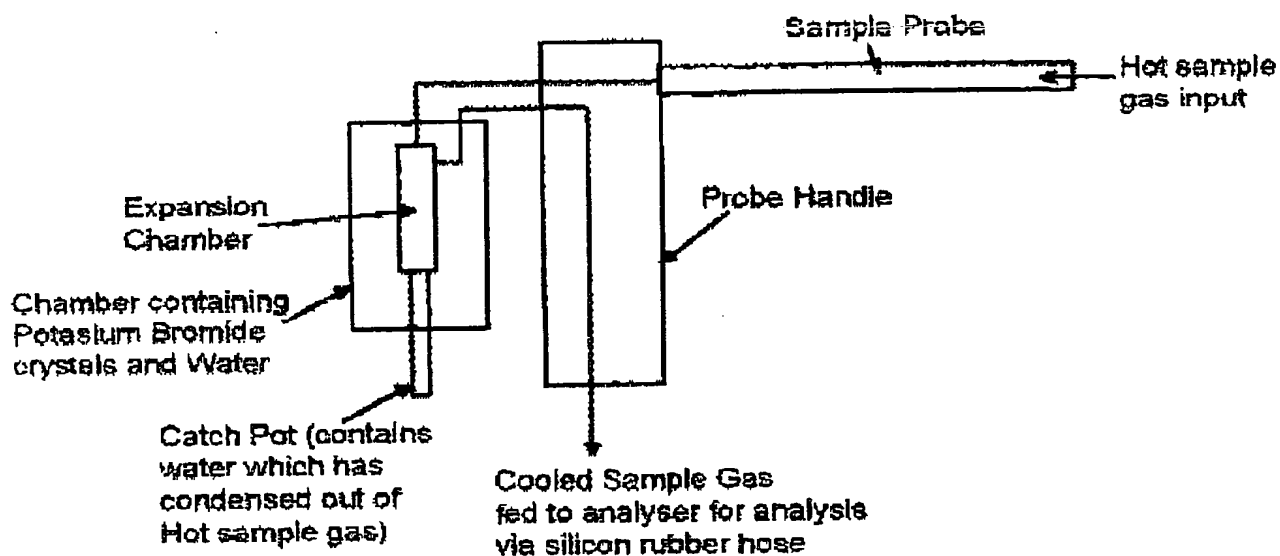 Sample Probe
Hot sample
gas input
Expansion
Chamber
Probe Handle
Chamber containing
Potasium Bromide
crystals and Water
Catch Pot (contains
water which has
condensed out of
Hot sample gas)
Cooled Sample Gas
fed to analyser for analysis
via silicon rubber hose